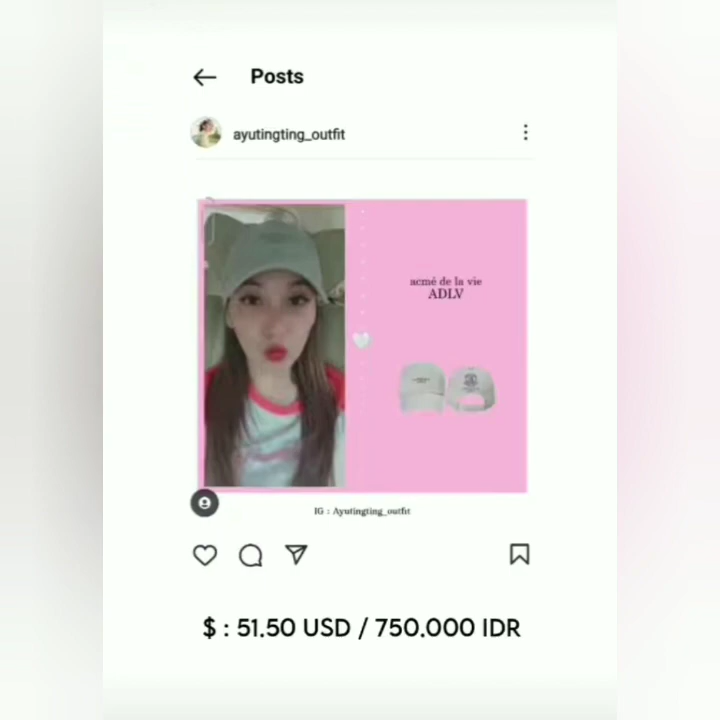 Posts
ayutingting_outfit
acmé de la vie
ADLV
IG : Ayutingting_outfit
$ : 51.50 USD / 750.000 IDR